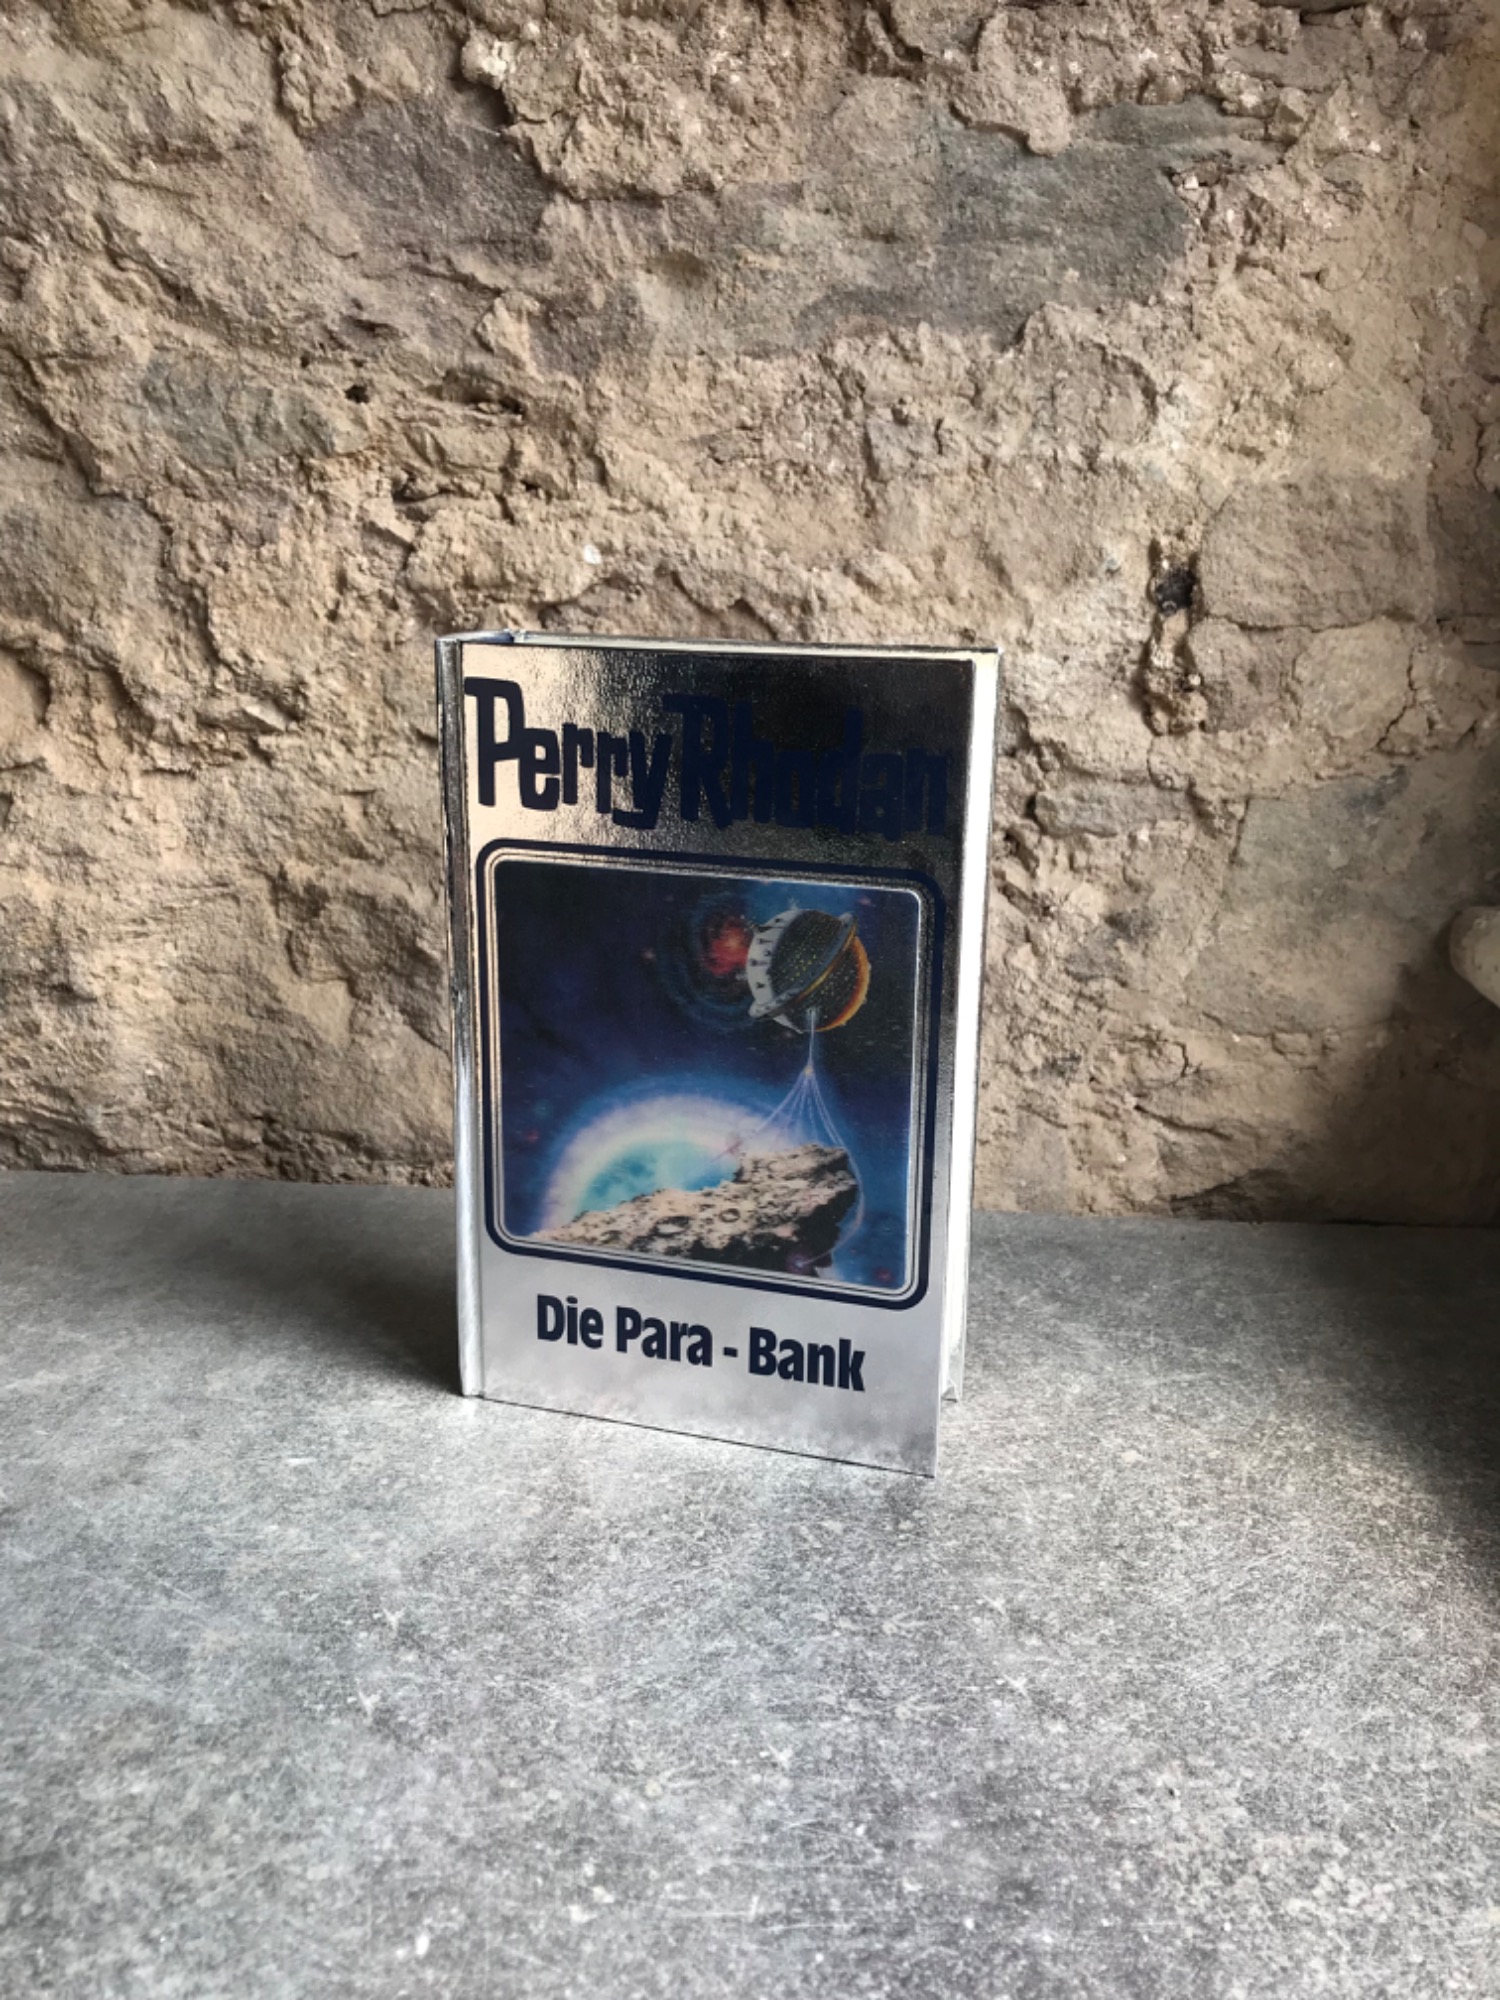 Perry Rhodan
Die Para - Bank